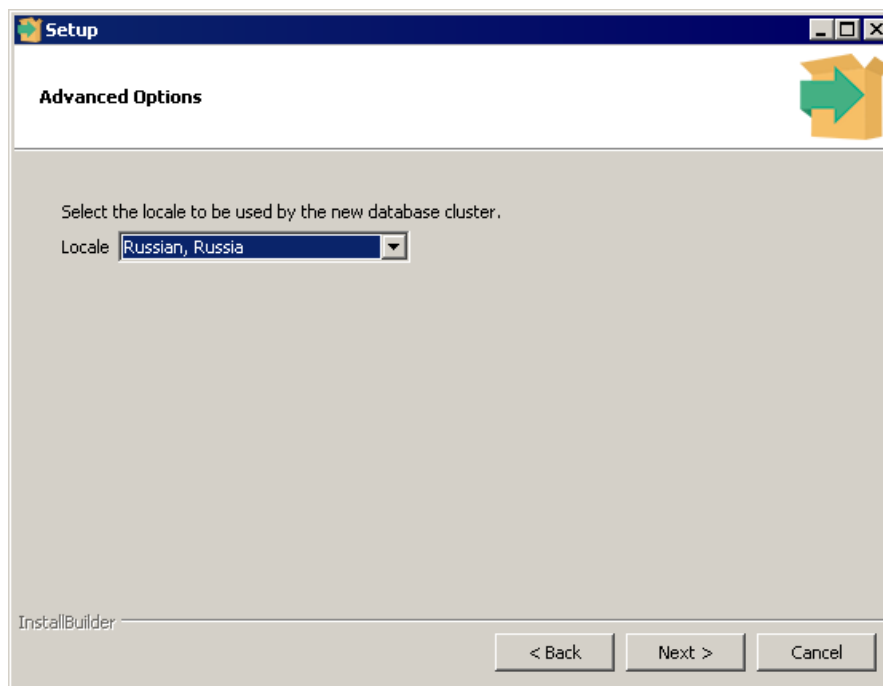 Setup
Advanced Options
Select the locale to be used by the new database cluster.
Locale Russian, Russia
InstallBuilder
< Back Next > Cancel